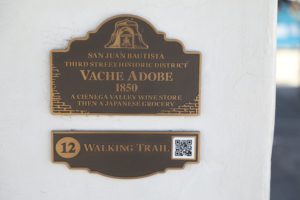 SAN JUAN BAUTISTA
THIRD STREET HISTORIC DISTRICT
VACHE ADOBE
1850
A CIENEGA VALLEY WINE STORE
THEN A JAPANESE GROCERY
12 WALKING TRAIL